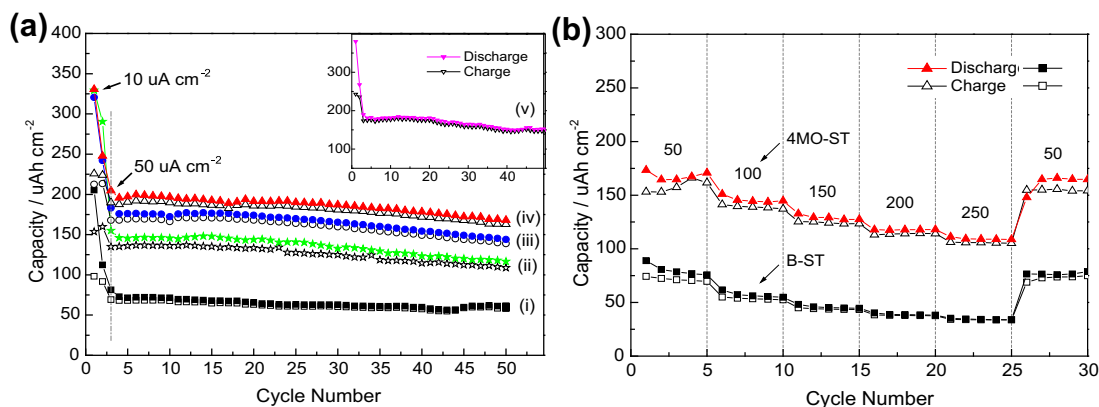 (a)
400
350
300
250
200
150
100
50
0
Capacity / uAh cm-2
0 5 10 15 20 25 30 35 40 45 50
Cycle Number
10 uA cm-2
50 uA cm-2
(iv)
(iii)
(ii)
(i)
Discharge
Charge
(v)
350
250
200
150
100
0 10 20 30 40
(b)
300
250
200
150
100
50
0
Capacity / uAh cm-2
0 5 10 15 20 25 30
Cycle Number
Discharge
Charge
50
100
4MO-ST
150
200
250
50
B-ST